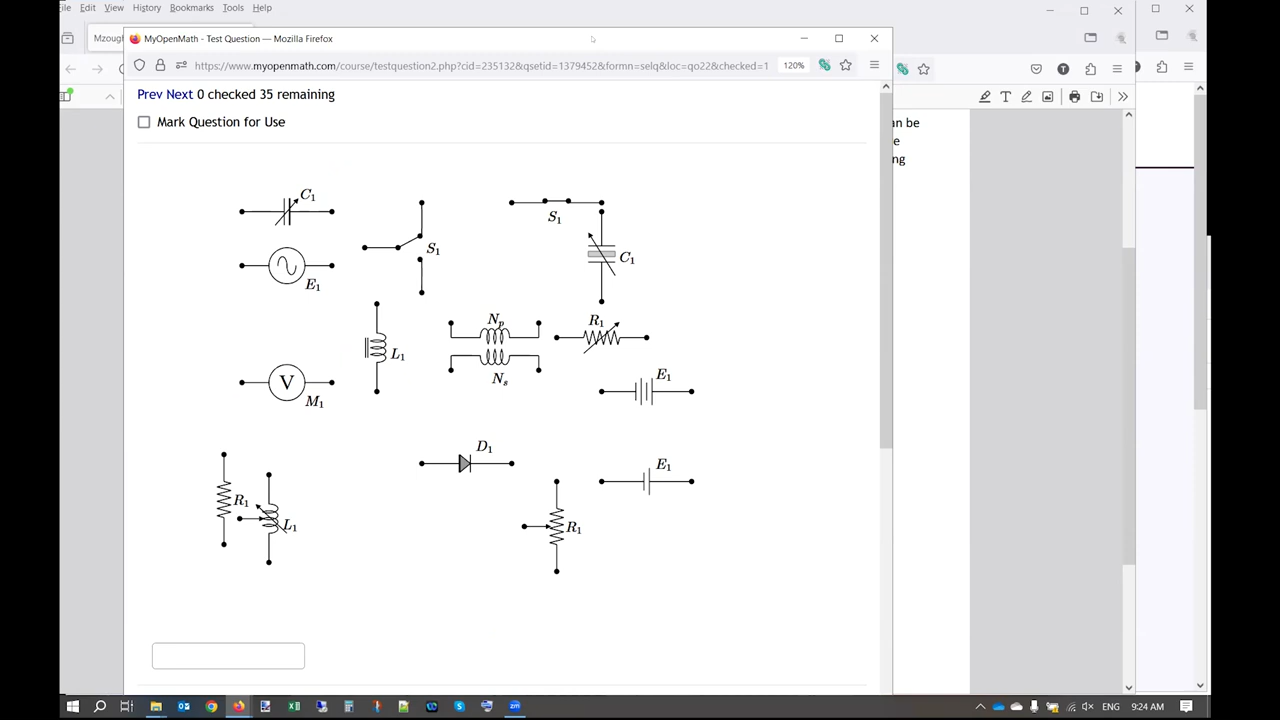 File Edit View History Bookmarks Tools Help
Mzough
MyOpenMath - Test Question — Mozilla Firefox
https://www.myopenmath.com/course/testquestion2.php?cid=235132&qsetid=1379452&formn=selq&loc=qo22&checked=1
120%
T
Prev Next 0 checked 35 remaining
Mark Question for Use
an be
e
ng
C1
S1
S1
E1
C1
Np
R1
L1
Ns
E1
V
M1
D1
E1
R1
L1
R1
ENG 9:24 AM